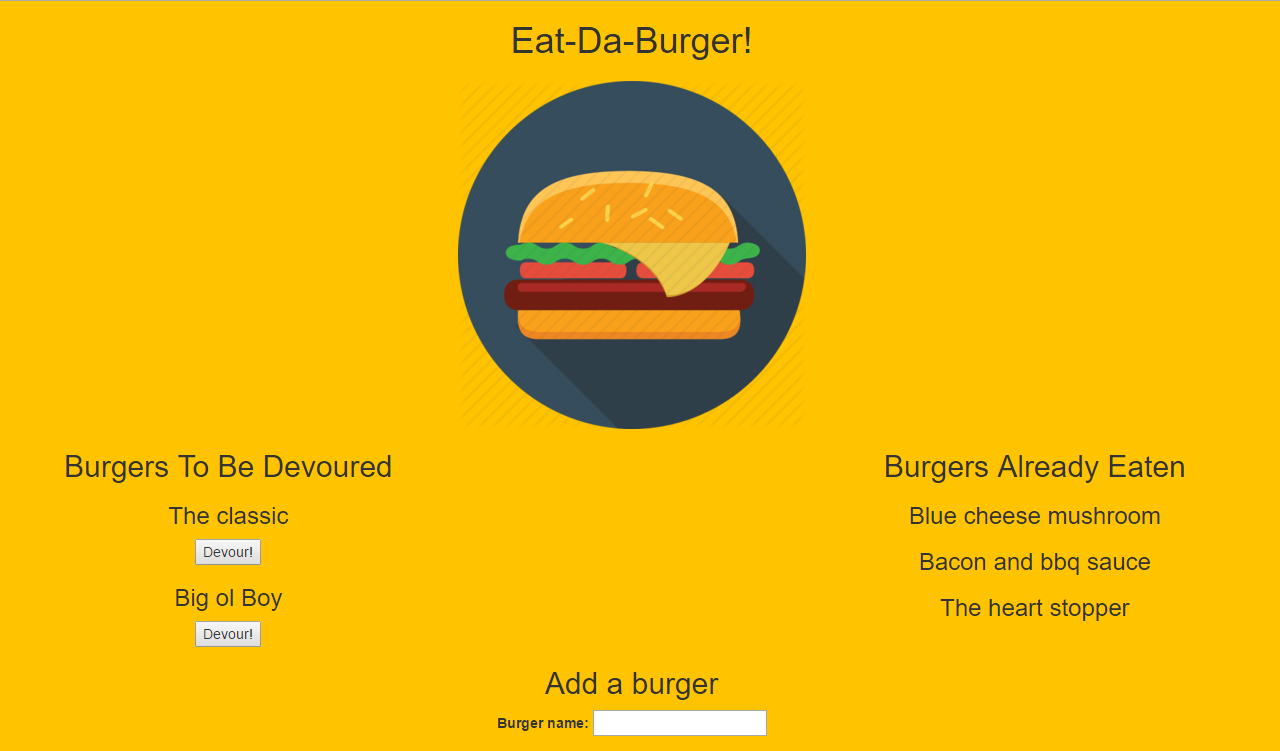 Eat-Da-Burger!
Burgers To Be Devoured
The classic
Devour!
Big ol Boy
Devour!
Burgers Already Eaten
Blue cheese mushroom
Bacon and bbq sauce
The heart stopper
Add a burger
Burger name: